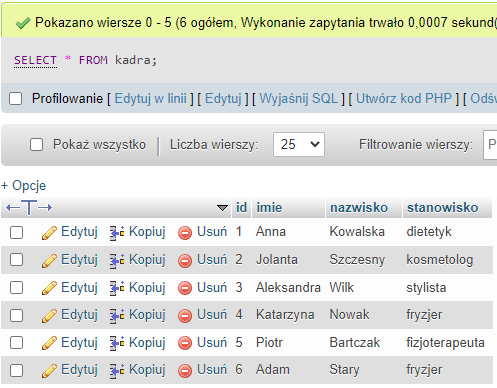 Pokazano wiersze 0 - 5 (6 ogółem, Wykonanie zapytania trwało 0,0007 sekund(
SELECT * FROM kadra;
Profilowanie [ Edytuj w linii ] [ Edytuj ] [ Wyjaśnij SQL ] [ Utwórz kod PHP ] [ Odśw
Pokaż wszystko Liczba wierszy: 25 Filtrowanie wierszy: P
+ Opcje
id imie nazwisko stanowisko
Edytuj Kopiuj Usuń 1 Anna Kowalska dietetyk
Edytuj Kopiuj Usuń 2 Jolanta Szczesny kosmetolog
Edytuj Kopiuj Usuń 3 Aleksandra Wilk stylista
Edytuj Kopiuj Usuń 4 Katarzyna Nowak fryzjer
Edytuj Kopiuj Usuń 5 Piotr Bartczak fizjoterapeuta
Edytuj Kopiuj Usuń 6 Adam Stary fryzjer